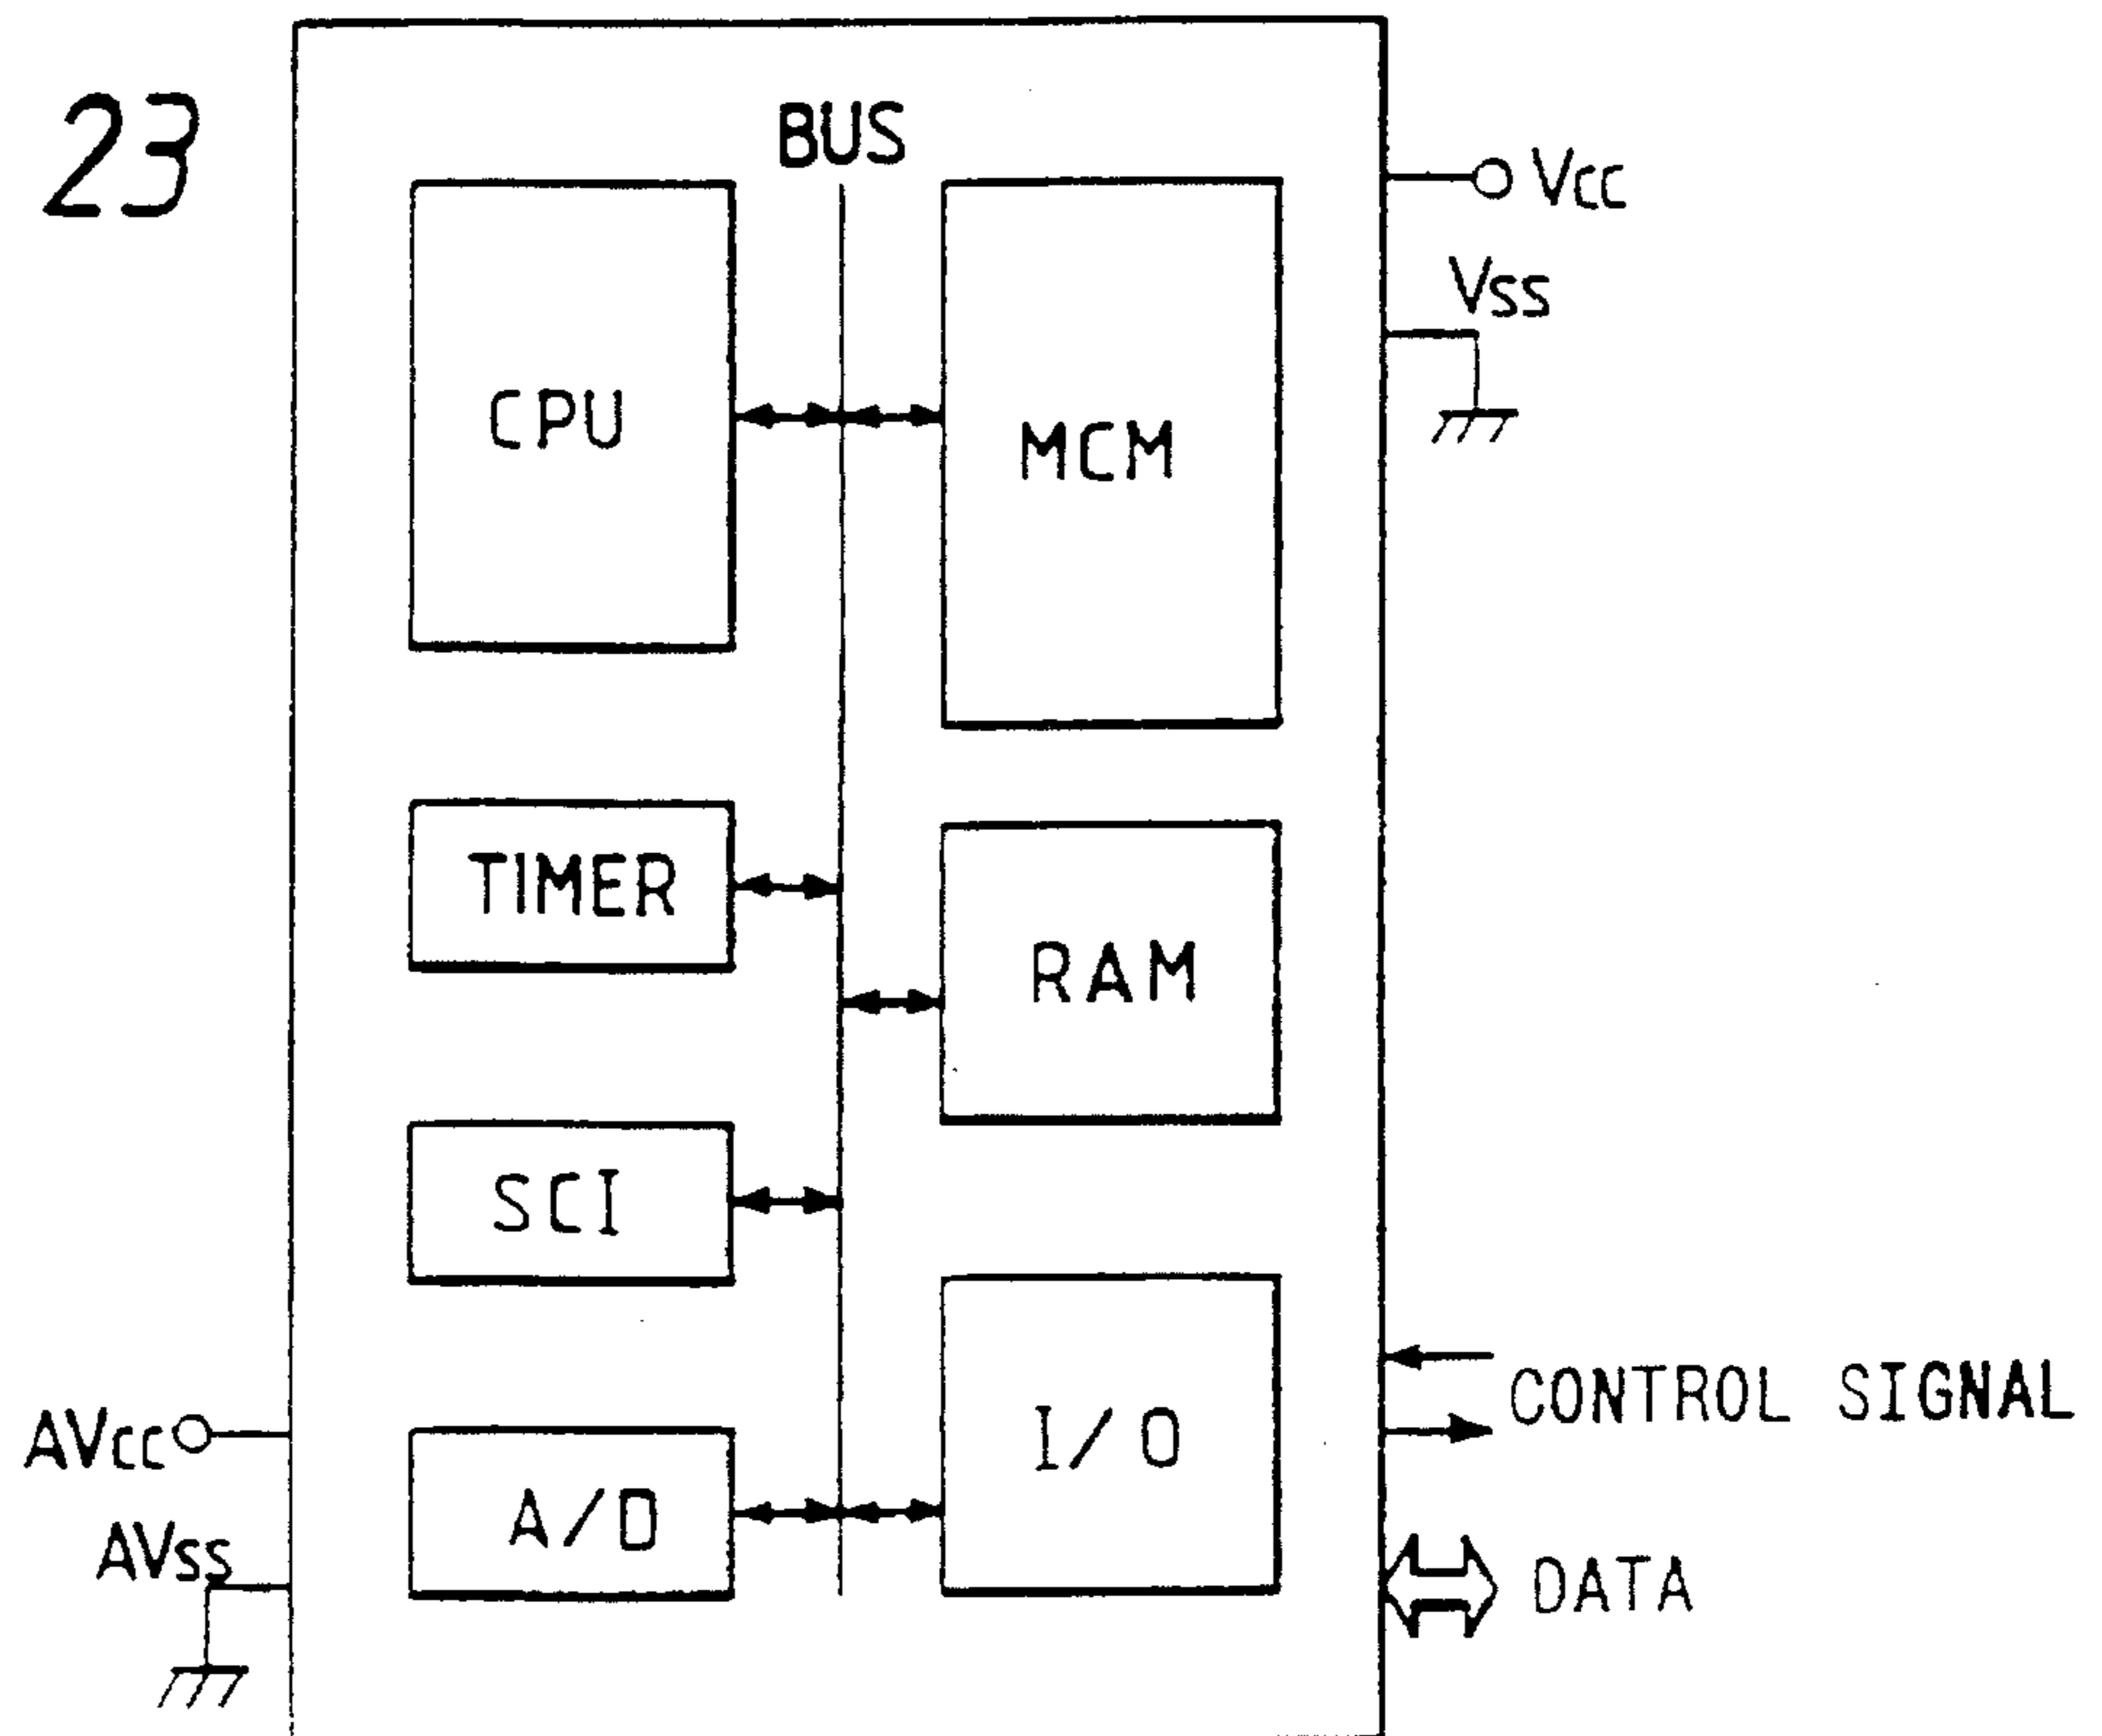 23
BUS
Vcc
Vss
CPU
MCM
TIMER
RAM
SCI
I/O
CONTROL SIGNAL
AVcc
A/D
AVss
DATA